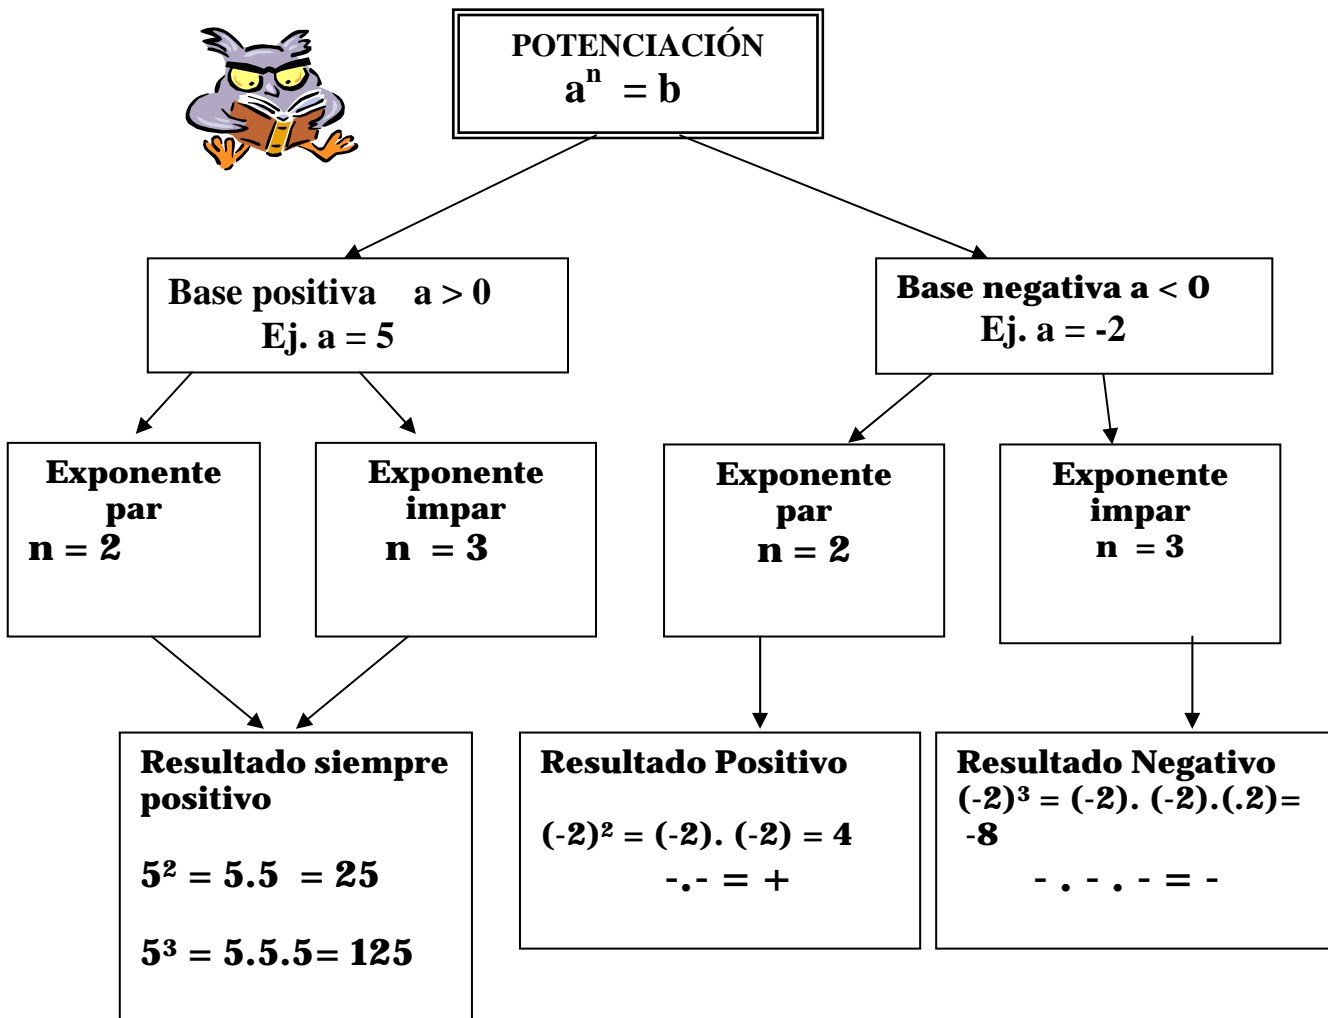 POTENCIACIÓN
aⁿ = b
Base positiva a > 0
Ej. a = 5
Base negativa a < 0
Ej. a = -2
Exponente
par
n = 2
Exponente
impar
n = 3
Exponente
par
n = 2
Exponente
impar
n = 3
Resultado siempre
positivo
5² = 5.5 = 25
5³ = 5.5.5= 125
Resultado Positivo
(-2)² = (-2). (-2) = 4
-.- = +
Resultado Negativo
(-2)³ = (-2). (-2).(.2)=
-8
- . - . - = -